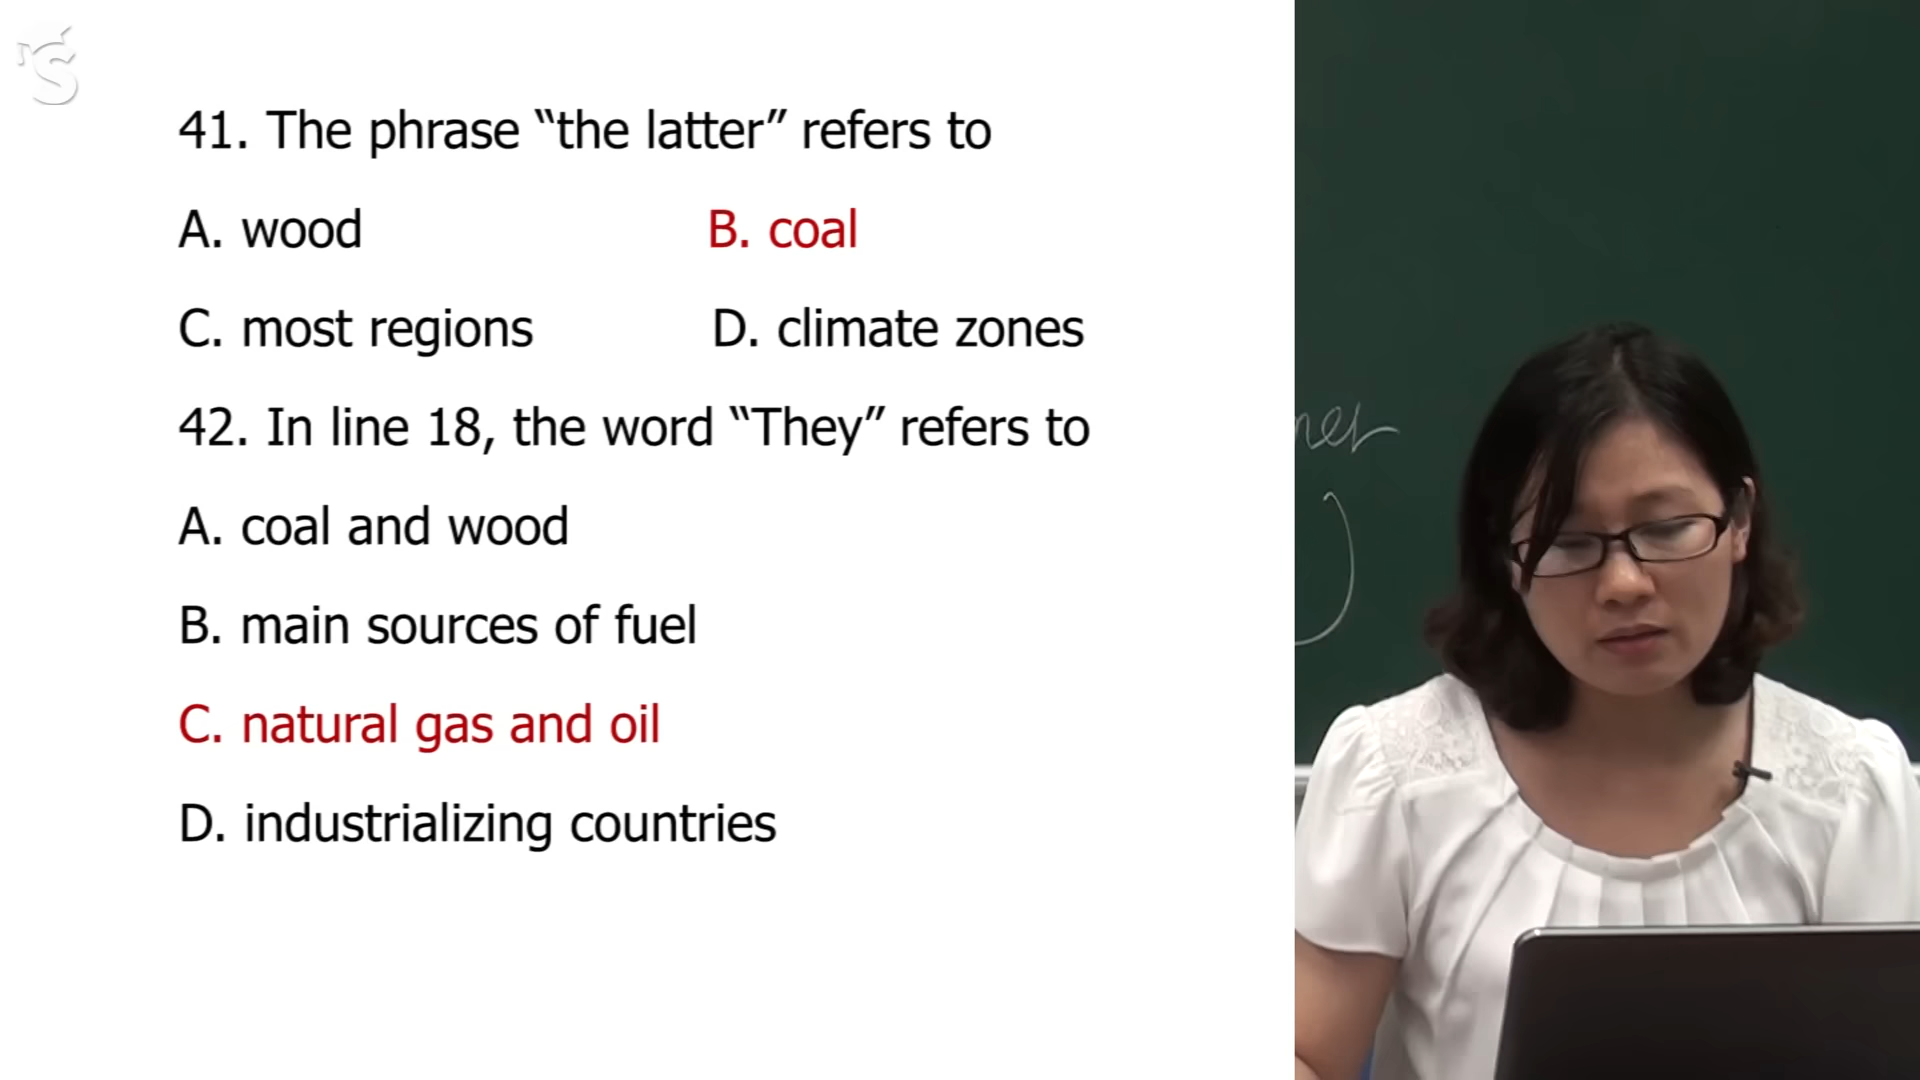 41. The phrase “the latter” refers to
A. wood B. coal
C. most regions D. climate zones
42. In line 18, the word “They” refers to
A. coal and wood
B. main sources of fuel
C. natural gas and oil
D. industrializing countries